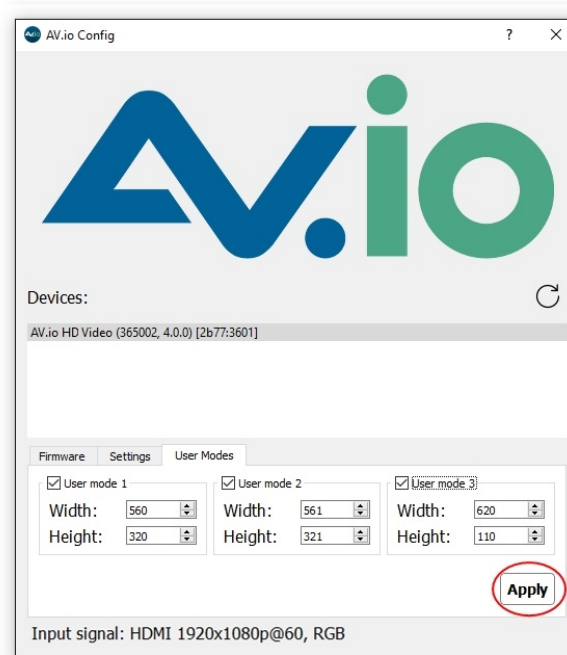 AV.io Config
AV.io
Devices:
AV.io HD Video (365002, 4.0.0) [2b77:3601]
Firmware Settings User Modes
User mode 1 User mode 2 User mode 3
Width: 560 Width: 561 Width: 620
Height: 320 Height: 321 Height: 110
Apply
Input signal: HDMI 1920x1080p@60, RGB